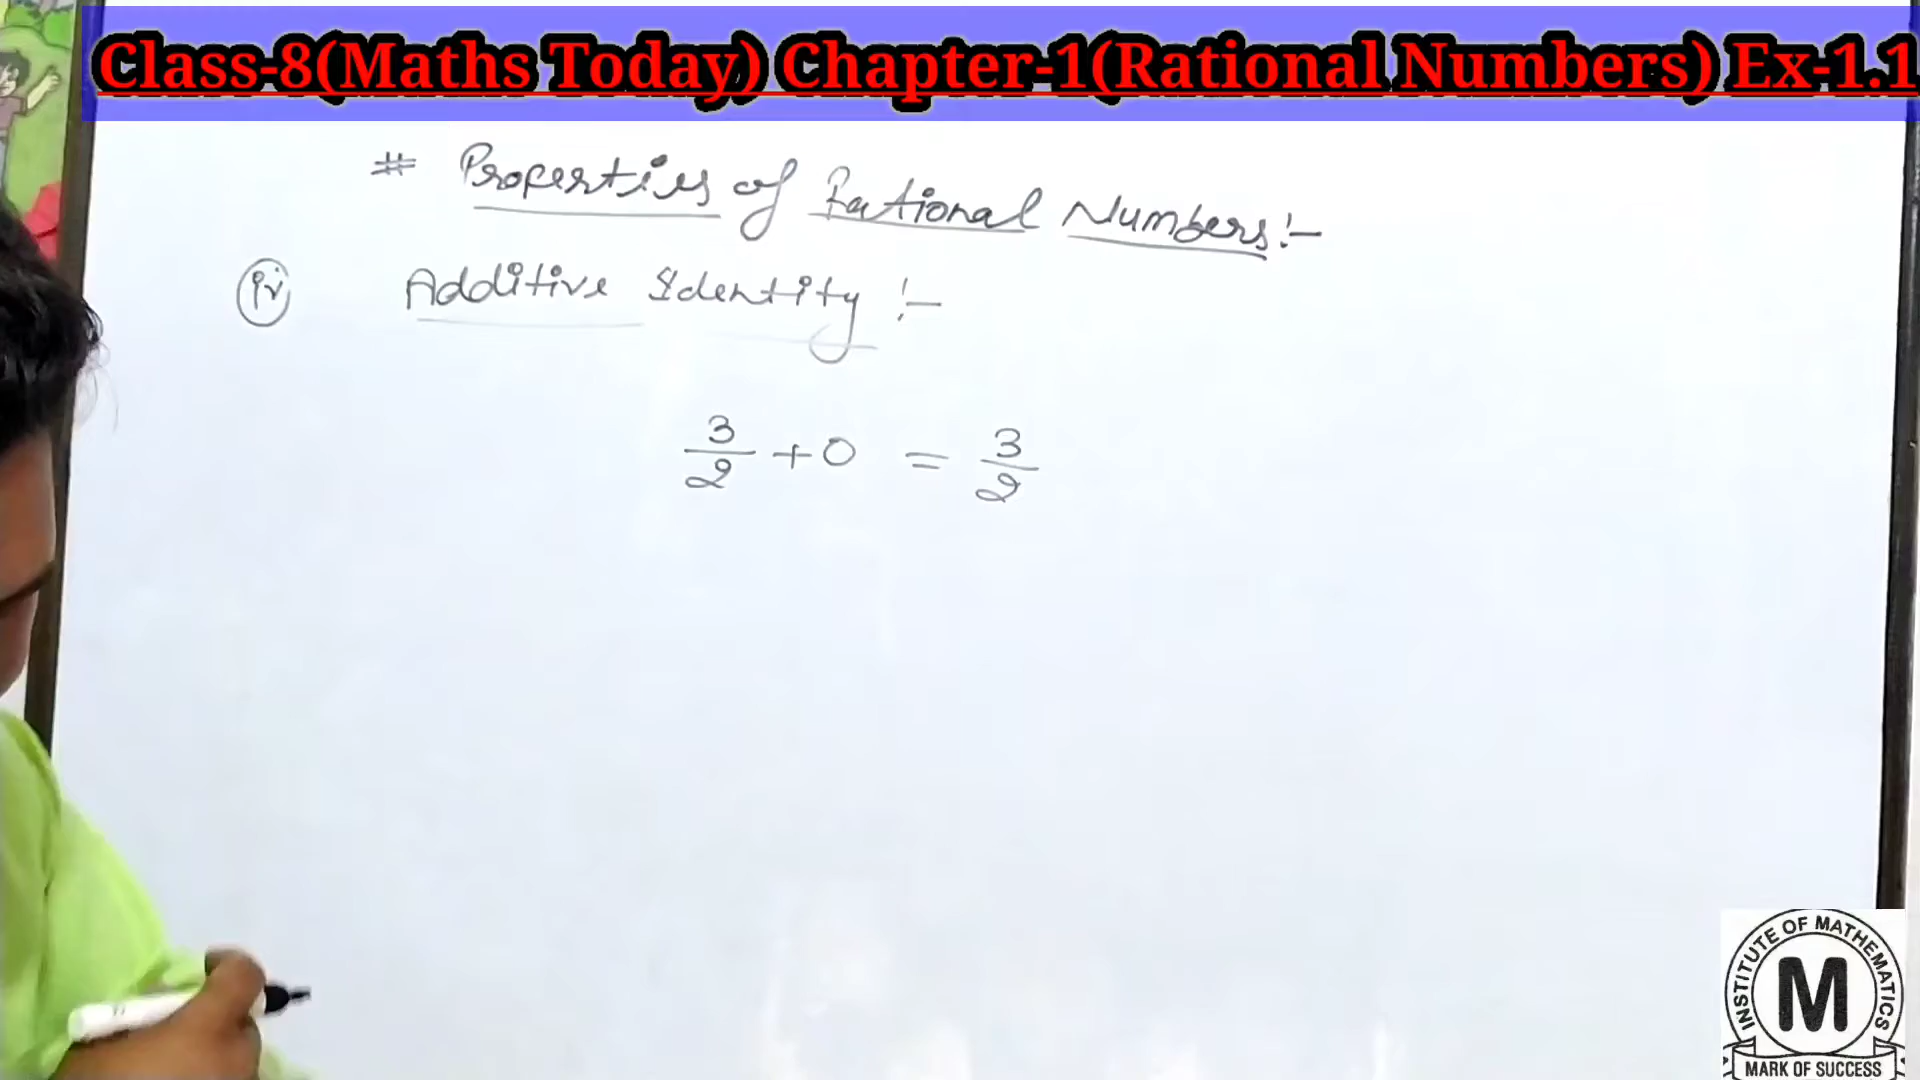 Class-8(Maths Today) Chapter-1(Rational Numbers) Ex-1.1
# Properties of Rational Numbers:-
(iv) Additive Identity :-
3/2 + 0 = 3/2
INSTITUTE OF MATHEMATICS
M
MARK OF SUCCESS